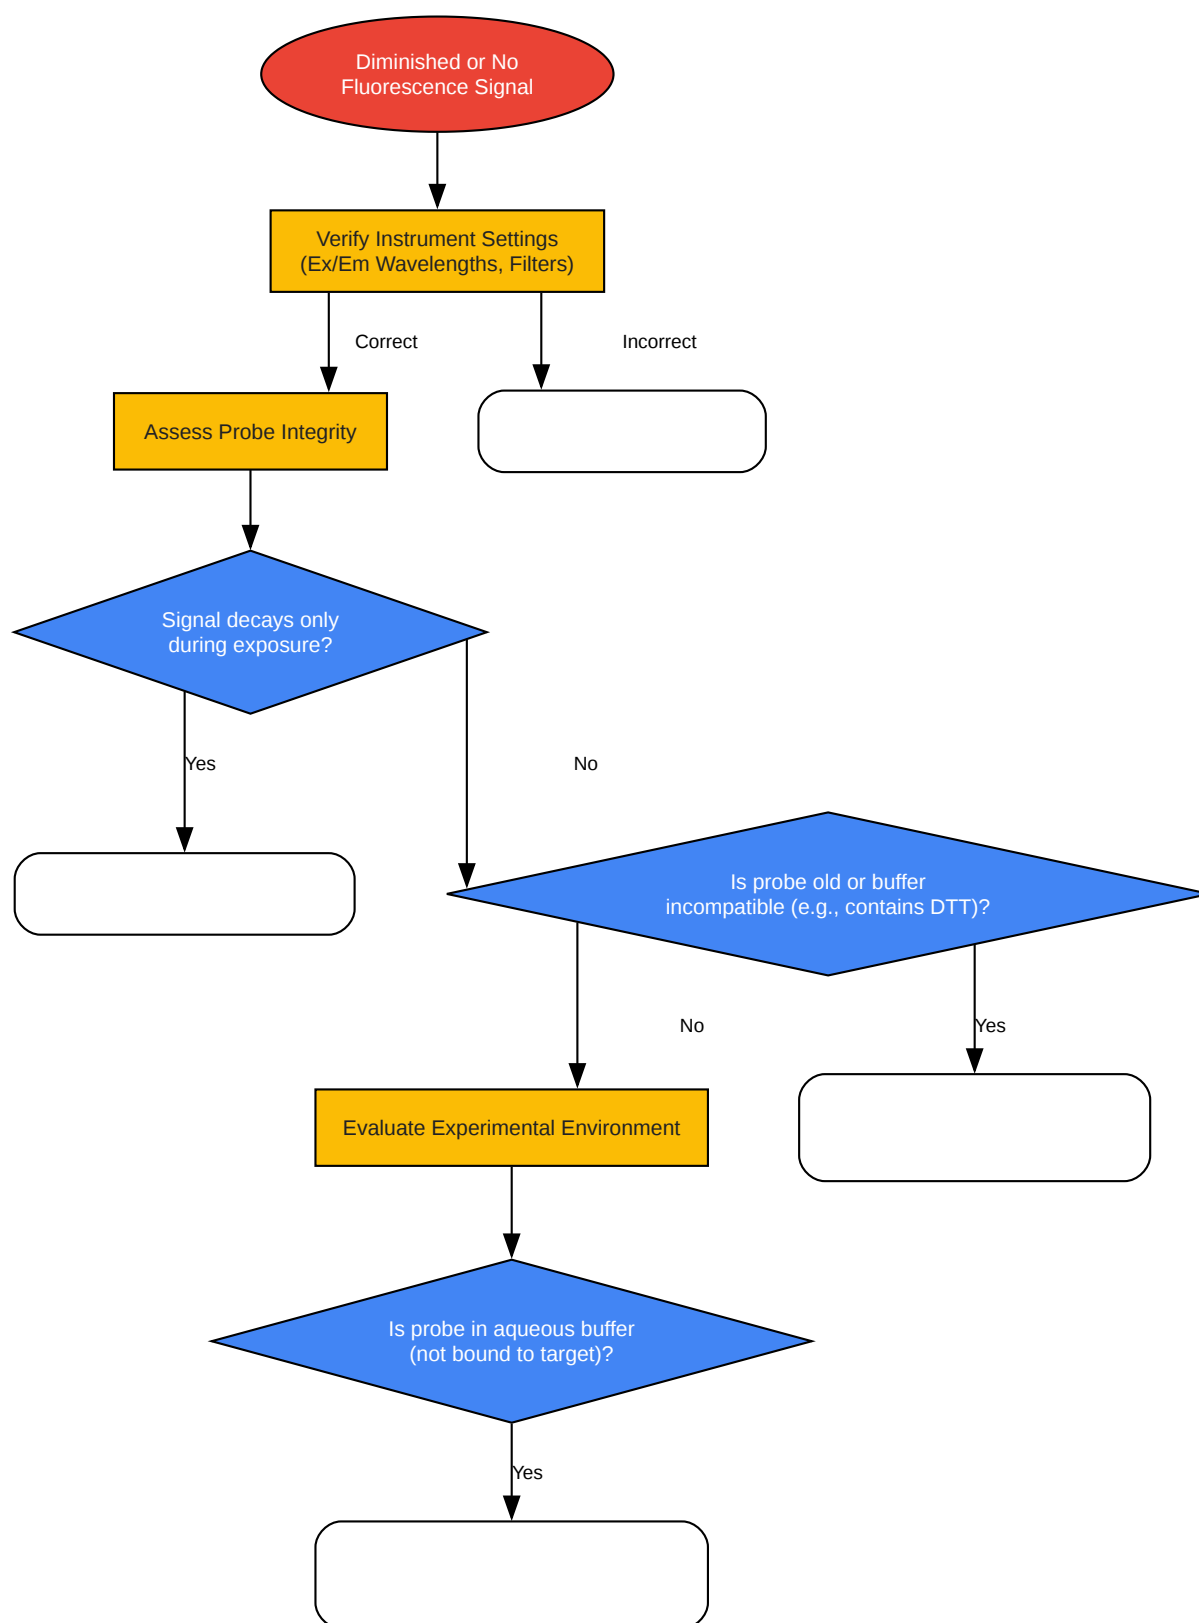 Diminished or No
Fluorescence Signal
Verify Instrument Settings
(Ex/Em Wavelengths, Filters)
Correct
Incorrect
Assess Probe Integrity
Signal decays only
during exposure?
Yes
No
Is probe old or buffer
incompatible (e.g., contains DTT)?
No
Yes
Evaluate Experimental Environment
Is probe in aqueous buffer
(not bound to target)?
Yes